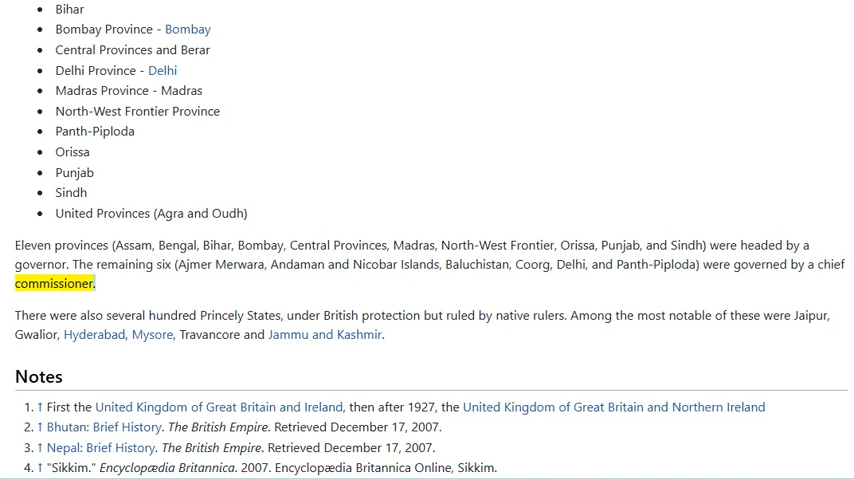 • Bihar
• Bombay Province - Bombay
• Central Provinces and Berar
• Delhi Province - Delhi
• Madras Province - Madras
• North-West Frontier Province
• Panth-Piploda
• Orissa
• Punjab
• Sindh
• United Provinces (Agra and Oudh)
Eleven provinces (Assam, Bengal, Bihar, Bombay, Central Provinces, Madras, North-West Frontier, Orissa, Punjab, and Sindh) were headed by a
governor. The remaining six (Ajmer Merwara, Andaman and Nicobar Islands, Baluchistan, Coorg, Delhi, and Panth-Piploda) were governed by a chief
commissioner.
There were also several hundred Princely States, under British protection but ruled by native rulers. Among the most notable of these were Jaipur,
Gwalior, Hyderabad, Mysore, Travancore and Jammu and Kashmir.
Notes
1. ↑ First the United Kingdom of Great Britain and Ireland, then after 1927, the United Kingdom of Great Britain and Northern Ireland
2. ↑ Bhutan: Brief History. The British Empire. Retrieved December 17, 2007.
3. ↑ Nepal: Brief History. The British Empire. Retrieved December 17, 2007.
4. ↑ "Sikkim." Encyclopædia Britannica. 2007. Encyclopædia Britannica Online, Sikkim.